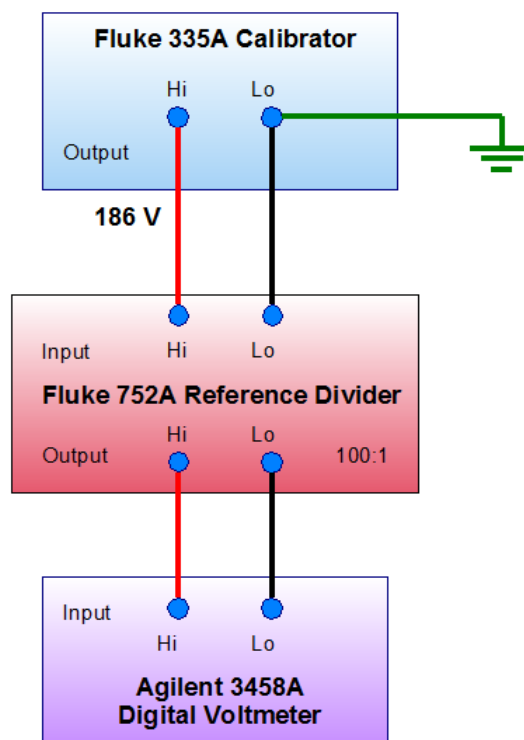 Fluke 335A Calibrator
Hi Lo
Output
186 V
Input
Hi Lo
Fluke 752A Reference Divider
Hi Lo
Output 100:1
Input
Hi Lo
Agilent 3458A
Digital Voltmeter